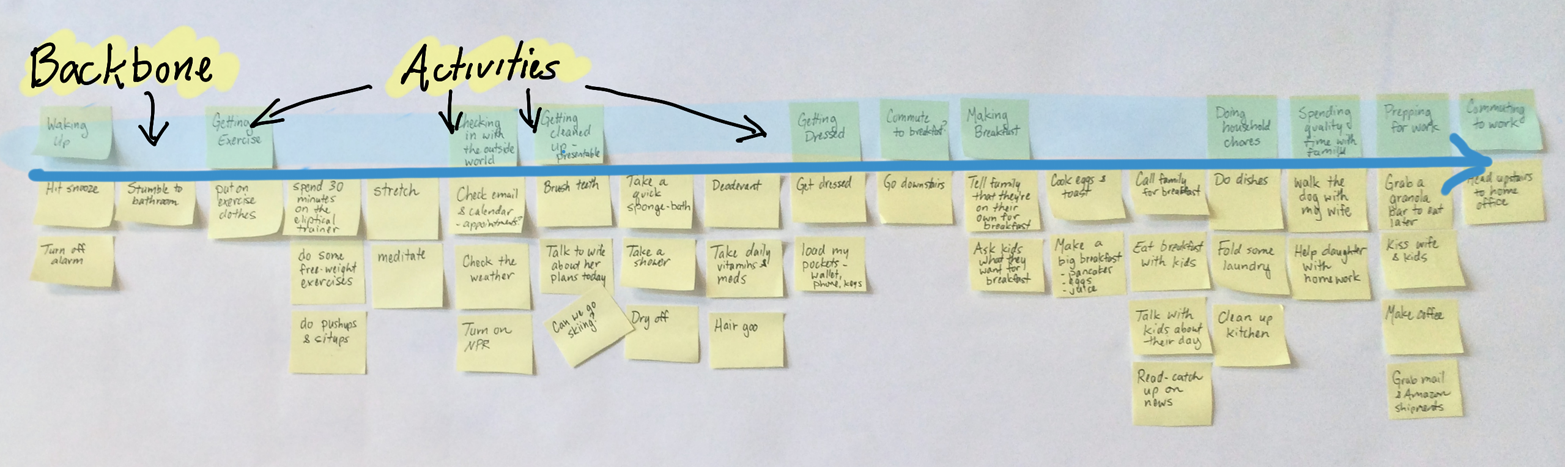 Backbone
Activities
Waking
Up
Getting
Exercise
Checking
in with
the outside
world
Getting
cleaned
up -
presentable
Getting
Dressed
Commute
to breakfast?
Making
Breakfast
Doing
household
chores
Spending
quality
time with
family
Prepping
for work
Commuting
to work
Hit snooze
Turn off
alarm
Stumble to
bathroom
put on
exercise
clothes
spend 30
minutes
on the
elliptical
trainer
do some
free-weight
exercises
do pushups
& situps
stretch
meditate
Check email
& calendar
- appointments?
Check the
weather
Turn on
NPR
Brush teeth
Talk to wife
about her
plans today
Can we go
skiing?
Take a
quick
sponge-bath
Take a
shower
Dry off
Deoderant
Take daily
vitamins &
meds
Hair goo
Get dressed
load my
pockets -
wallet,
phone, keys
Go downstairs
Tell family
that they're
on their
own for
breakfast
Ask kids
what they
want for
breakfast
Cook eggs &
toast
Make a
big breakfast
- pancakes
- eggs
- juice
Call family
for breakfast
Eat breakfast
with kids
Talk with
kids about
their day
Read-catch
up on
news
Do dishes
Fold some
laundry
Clean up
kitchen
Walk the
dog with
my wife
Help daughter
with
homework
Grab a
granola
bar to eat
later
Kiss wife
& kids
Make coffee
Grab mail
& Amazon
shipments
Head upstairs
to home
office